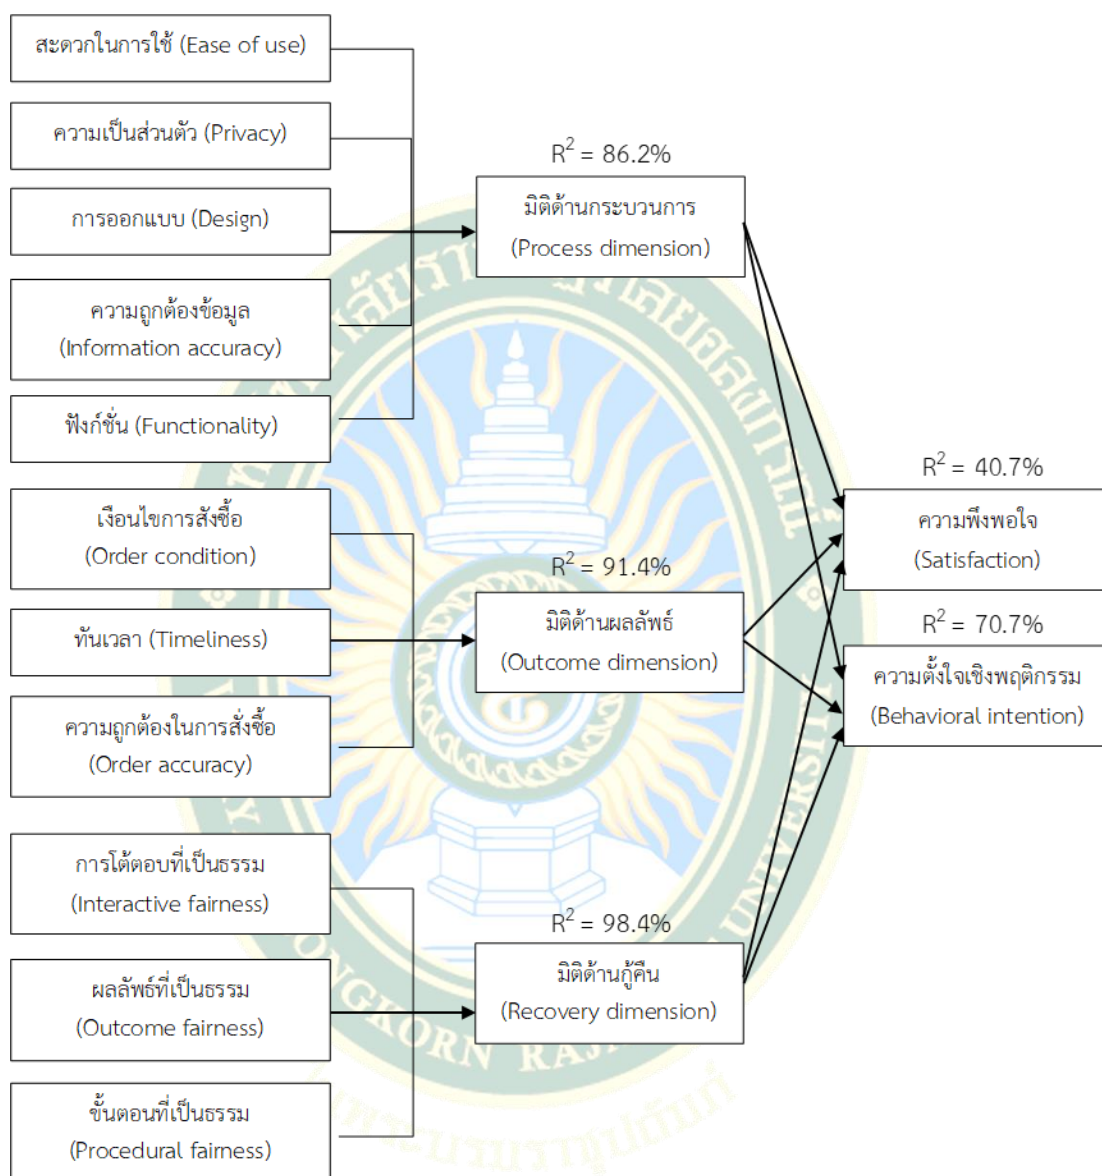 สะดวกในการใช้ (Ease of use)
ความเป็นส่วนตัว (Privacy)
การออกแบบ (Design)
ความถูกต้องข้อมูล
(Information accuracy)
ฟังก์ชั่น (Functionality)
เงือนไขการสังซื้อ
(Order condition)
ทันเวลา (Timeliness)
ความถูกต้องในการสั่งซื้อ
(Order accuracy)
การโต้ตอบที่เป็นธรรม
(Interactive fairness)
ผลลัพธ์ที่เป็นธรรม
(Outcome fairness)
ขั้นตอนที่เป็นธรรม
(Procedural fairness)
R² = 86.2%
มิติด้านกระบวนการ
(Process dimension)
R² = 91.4%
มิติด้านผลลัพธ์
(Outcome dimension)
R² = 98.4%
มิติด้านกู้คืน
(Recovery dimension)
R² = 40.7%
ความพึงพอใจ
(Satisfaction)
R² = 70.7%
ความตั้งใจเชิงพฤติกรรม
(Behavioral intention)